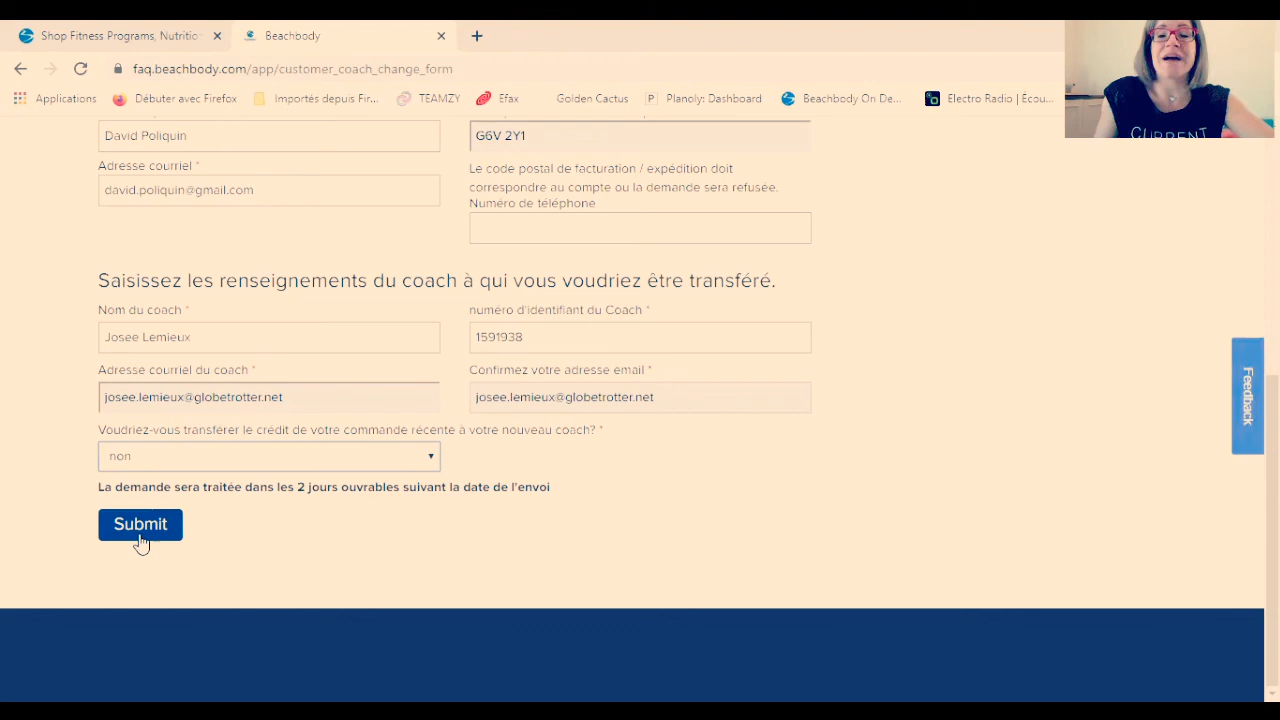 Shop Fitness Programs, Nutritio
Beachbody
faq.beachbody.com/app/customer_coach_change_form
Applications
Débuter avec Firefox
Importés depuis Fir...
TEAMZY
Efax
Golden Cactus
Planoly: Dashboard
Beachbody On De...
Electro Radio | Écou...
CURRENT
David Poliquin
G6V 2Y1
Adresse courriel *
david.poliquin@gmail.com
Le code postal de facturation / expédition doit
correspondre au compte ou la demande sera refusée.
Numéro de téléphone
Saisissez les renseignements du coach à qui vous voudriez être transféré.
Nom du coach *
numéro d'identifiant du Coach *
Josee Lemieux
1591938
Adresse courriel du coach *
Confirmez votre adresse email *
josee.lemieux@globetrotter.net
josee.lemieux@globetrotter.net
Voudriez-vous transférer le crédit de votre commande récente à votre nouveau coach? *
non
La demande sera traitée dans les 2 jours ouvrables suivant la date de l'envoi
Submit
Feedback